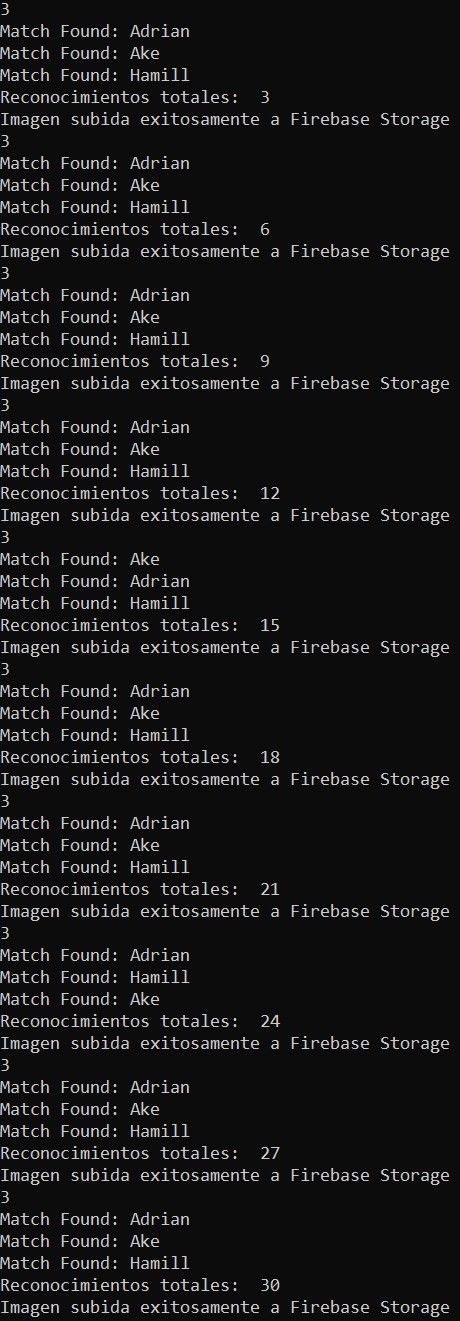 3
Match Found: Adrian
Match Found: Ake
Match Found: Hamill
Reconocimientos totales:  3
Imagen subida exitosamente a Firebase Storage
3
Match Found: Adrian
Match Found: Ake
Match Found: Hamill
Reconocimientos totales:  6
Imagen subida exitosamente a Firebase Storage
3
Match Found: Adrian
Match Found: Ake
Match Found: Hamill
Reconocimientos totales:  9
Imagen subida exitosamente a Firebase Storage
3
Match Found: Adrian
Match Found: Ake
Match Found: Hamill
Reconocimientos totales:  12
Imagen subida exitosamente a Firebase Storage
3
Match Found: Ake
Match Found: Adrian
Match Found: Hamill
Reconocimientos totales:  15
Imagen subida exitosamente a Firebase Storage
3
Match Found: Adrian
Match Found: Ake
Match Found: Hamill
Reconocimientos totales:  18
Imagen subida exitosamente a Firebase Storage
3
Match Found: Adrian
Match Found: Ake
Match Found: Hamill
Reconocimientos totales:  21
Imagen subida exitosamente a Firebase Storage
3
Match Found: Adrian
Match Found: Hamill
Match Found: Ake
Reconocimientos totales:  24
Imagen subida exitosamente a Firebase Storage
3
Match Found: Adrian
Match Found: Ake
Match Found: Hamill
Reconocimientos totales:  27
Imagen subida exitosamente a Firebase Storage
3
Match Found: Adrian
Match Found: Ake
Match Found: Hamill
Reconocimientos totales:  30
Imagen subida exitosamente a Firebase Storage